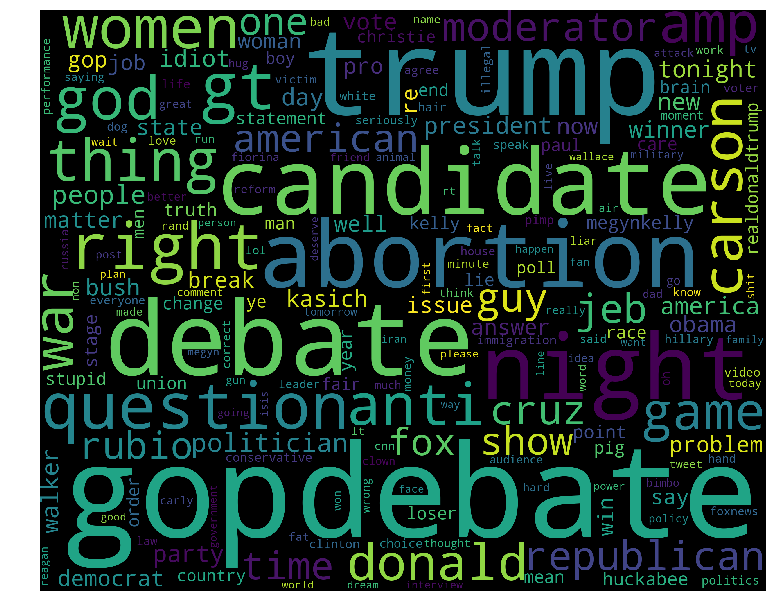 women
god
gt
trump
moderator
amp
gop
job
idiot
one
woman
boy
bad
vote
christie
name
pro
re
end
day
attack
work
tv
agree
illegal
tonight
brain
voter
saying
life
hug
victim
performance
great
state
statement
white
seriously
hair
new
moment
dog
run
wait
love
american
president
now
winner
thing
fiorina
friend
animal
paul
talk
speak
wallace
care
military
people
better
reform
rt
live
candidate
carson
realdonaldtrump
matter
men
truth
person
man
well
kelly
megynkelly
air
russia
right
post
rand
lol
deserve
pimp
fact
liar
abortion
war
plan
non
bush
break
house
happen
minute
lie
poll
fan
first
go
dad
know
shit
everyone
comment
ye
kasich
think
issue
guy
really
jeb
america
change
tomorrow
made
debate
stage
megyn
correct
year
iran
please
answer
race
obama
said
want
hillary
family
immigration
night
line
idea
word
on
video
today
stupid
union
gun
fair
money
leader
much
going
isis
lt
way
question
anti
cruz
game
rubio
politician
fox
show
point
problem
cnn
conservative
clown
audience
pig
tweet
hand
walker
order
carly
won
wrong
face
loser
hard
win
power
say
bimbo
foxnews
policy
gopdebate
good
government
law
reagan
party
time
fat
clinton
choice
thought
donald
republican
democrat
country
world
dream
interview
mean
huckabee
politics